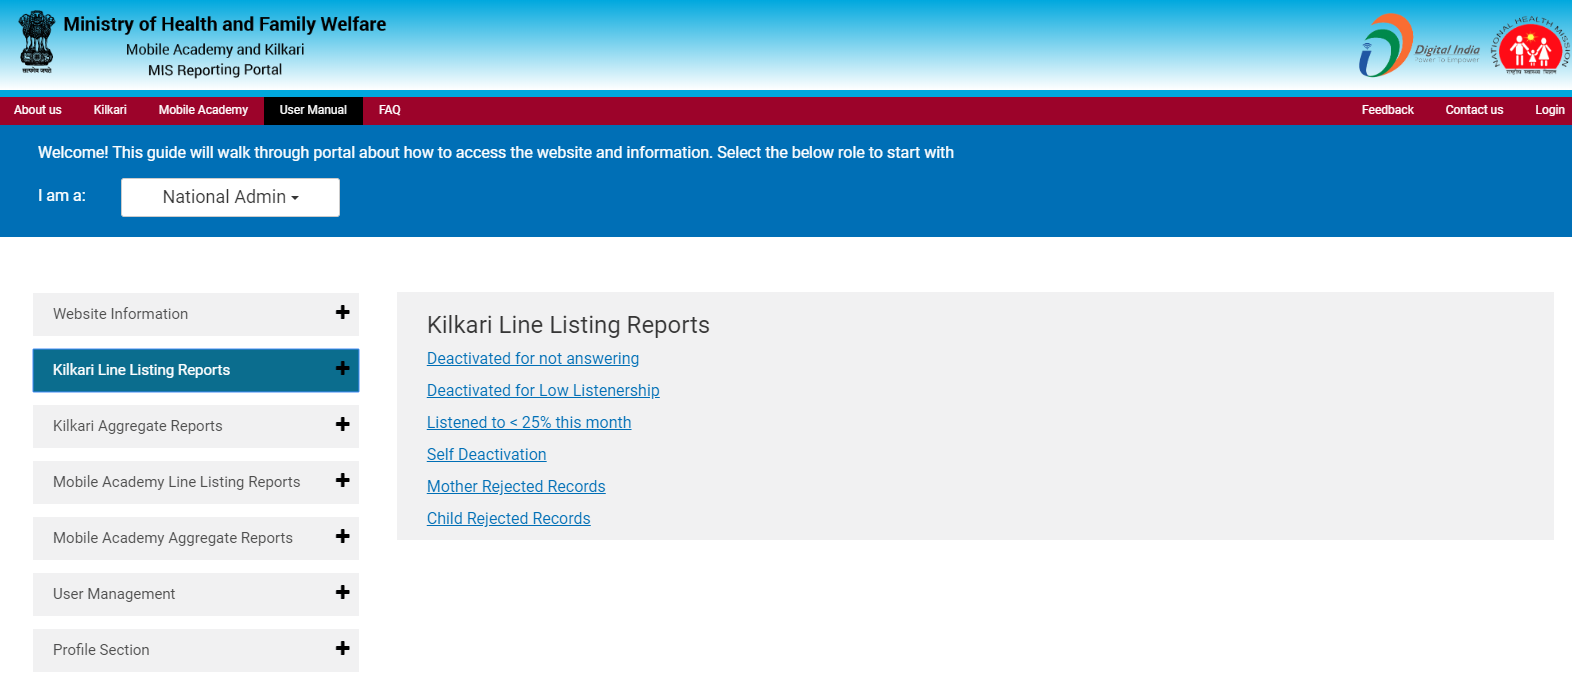 Ministry of Health and Family Welfare
Mobile Academy and Kilkari
MIS Reporting Portal
सत्यमेव जयते
Digital India
Power To Empower
NATIONAL HEALTH MISSION
राष्ट्रीय स्वास्थ्य मिशन
About us Kilkari Mobile Academy User Manual FAQ Feedback Contact us Login
Welcome! This guide will walk through portal about how to access the website and information. Select the below role to start with
I am a: National Admin
Website Information
Kilkari Line Listing Reports
Kilkari Aggregate Reports
Mobile Academy Line Listing Reports
Mobile Academy Aggregate Reports
User Management
Profile Section
Kilkari Line Listing Reports
Deactivated for not answering
Deactivated for Low Listenership
Listened to < 25% this month
Self Deactivation
Mother Rejected Records
Child Rejected Records